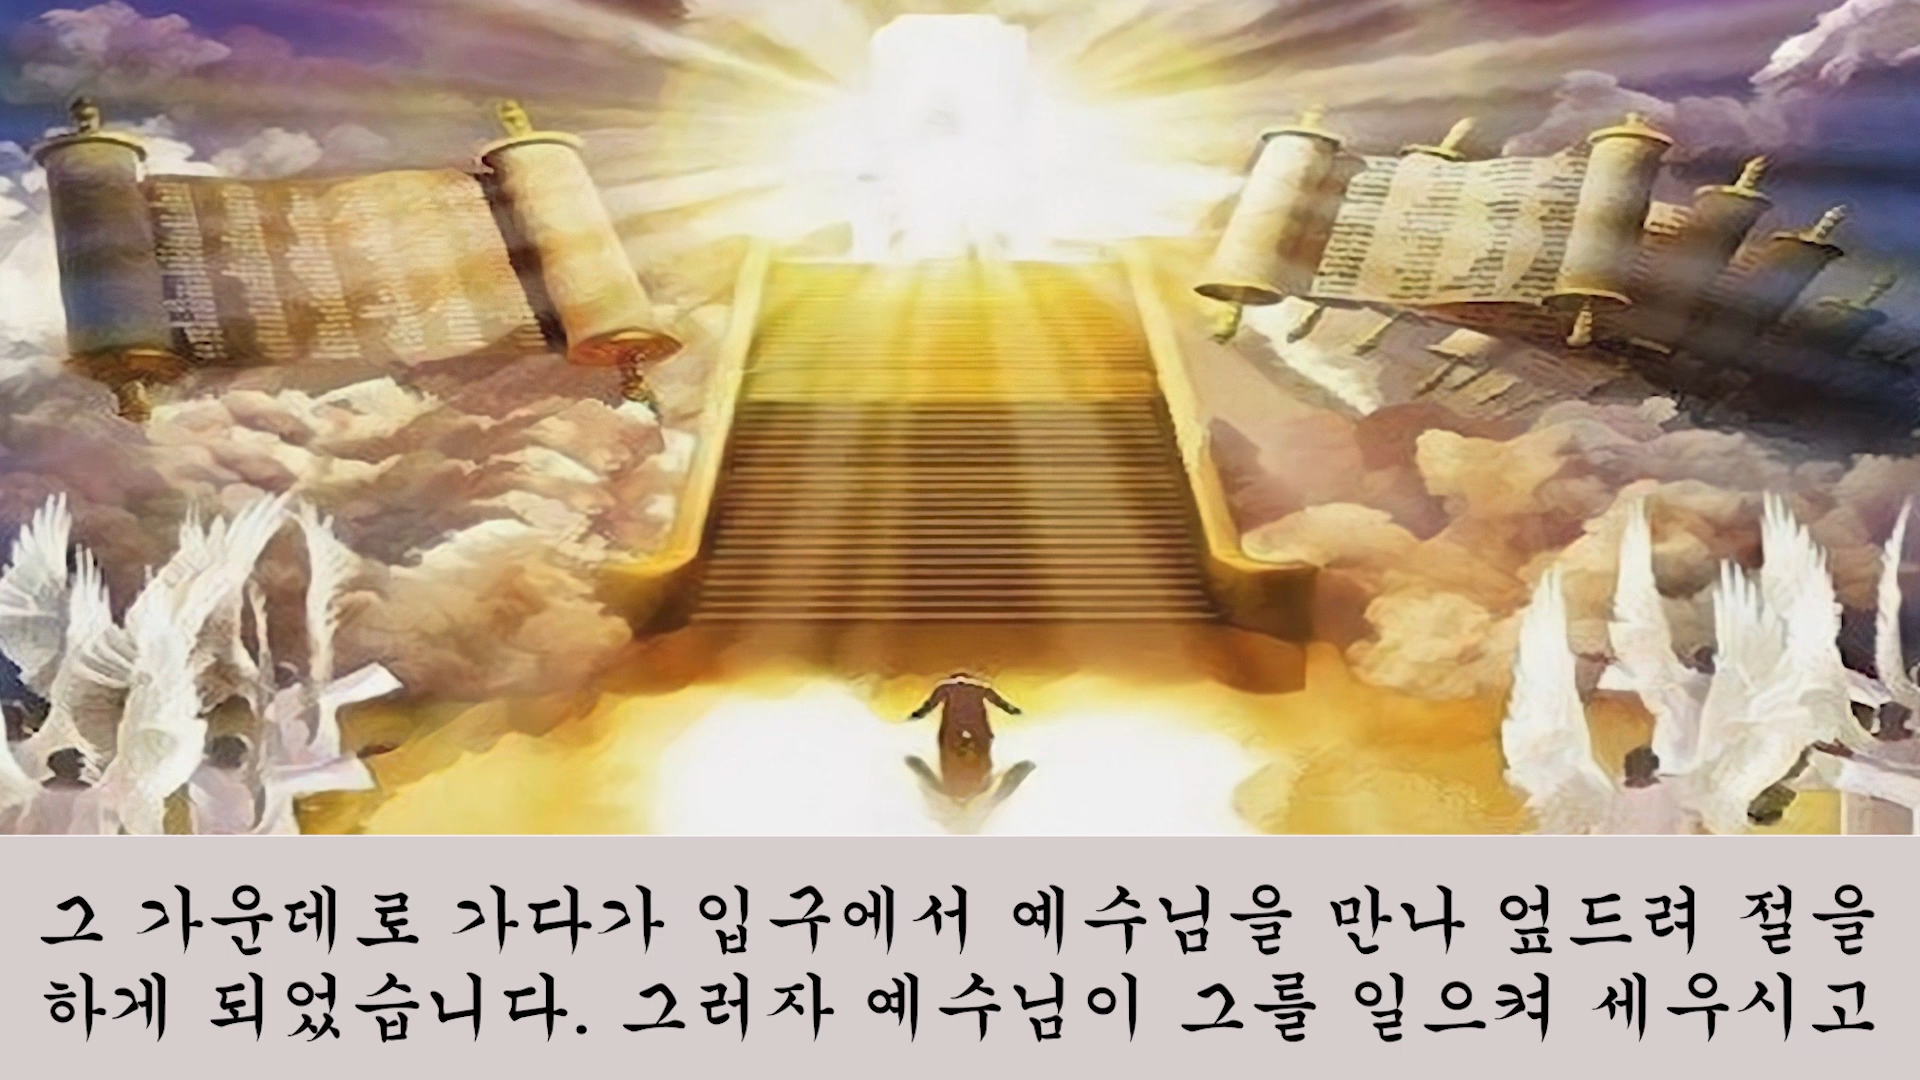 그 가운데로 가다가 입구에서 예수님을 만나 엎드려 절을
하게 되었습니다. 그러자 예수님이 그를 일으켜 세우시고